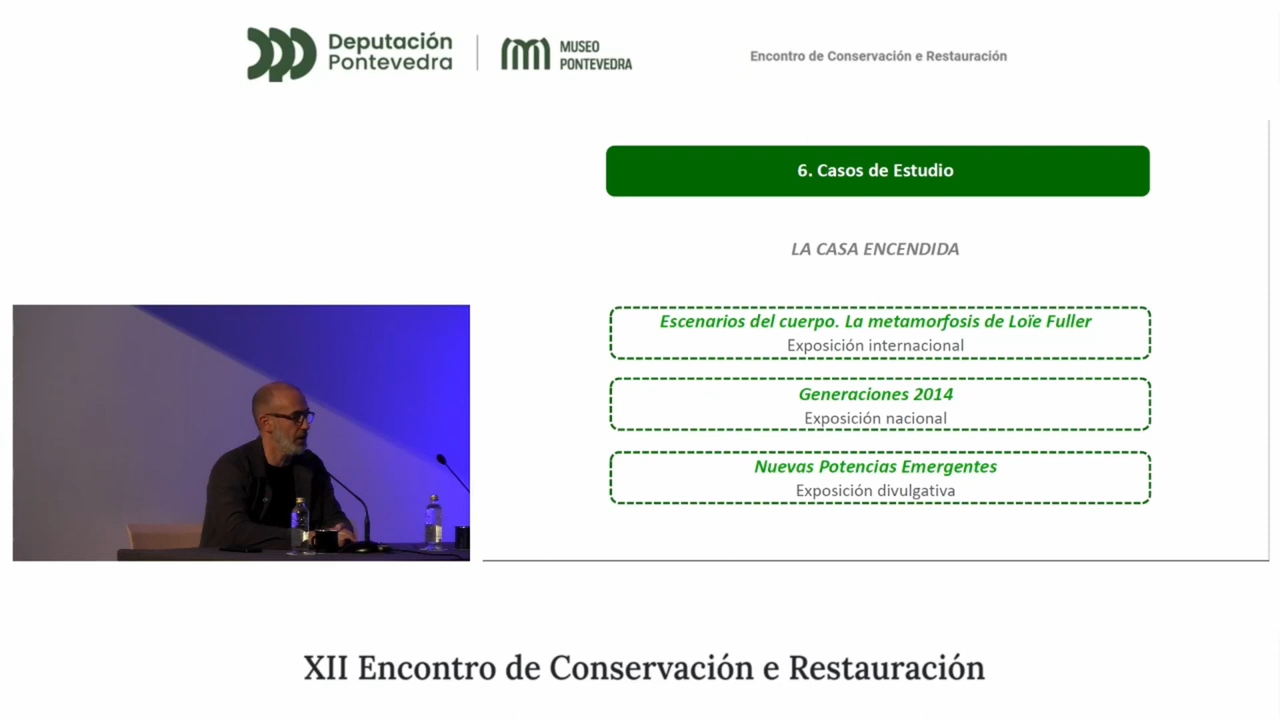 Deputación
Pontevedra
MUSEO
PONTEVEDRA
Encontro de Conservación e Restauración
6. Casos de Estudio
LA CASA ENCENDIDA
Escenarios del cuerpo. La metamorfosis de Loïe Fuller
Exposición internacional
Generaciones 2014
Exposición nacional
Nuevas Potencias Emergentes
Exposición divulgativa
XII Encontro de Conservación e Restauración